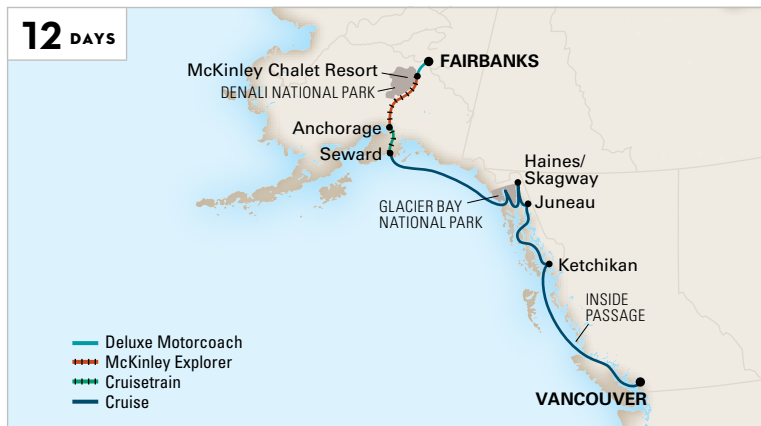 12 DAYS
FAIRBANKS
McKinley Chalet Resort
DENALI NATIONAL PARK
Anchorage
Seward
Haines/
Skagway
GLACIER BAY
NATIONAL PARK
Juneau
Ketchikan
INSIDE
PASSAGE
VANCOUVER
Deluxe Motorcoach
McKinley Explorer
Cruisetrain
Cruise